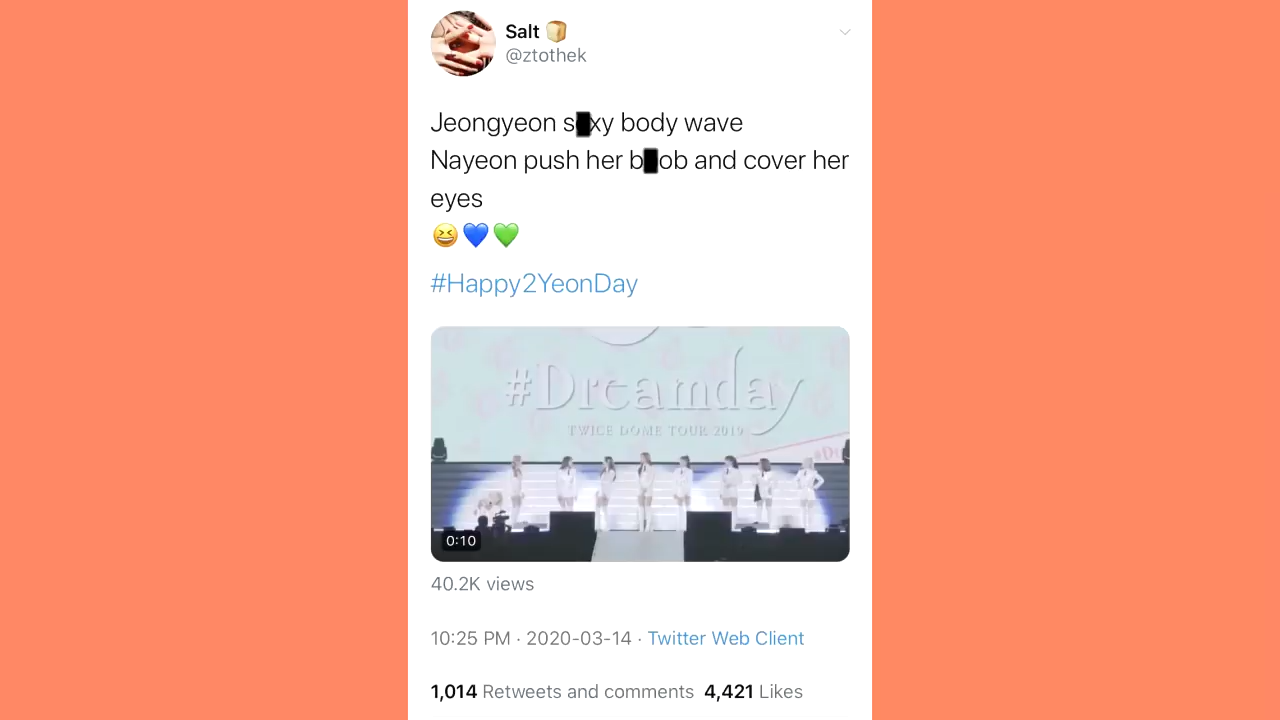 Salt
@ztothek
Jeongyeon s xy body wave
Nayeon push her b ob and cover her
eyes
#Happy2YeonDay
#Dreamday
TWICE DOME TOUR 2019
#D
0:10
40.2K views
10:25 PM · 2020-03-14 · Twitter Web Client
1,014 Retweets and comments 4,421 Likes